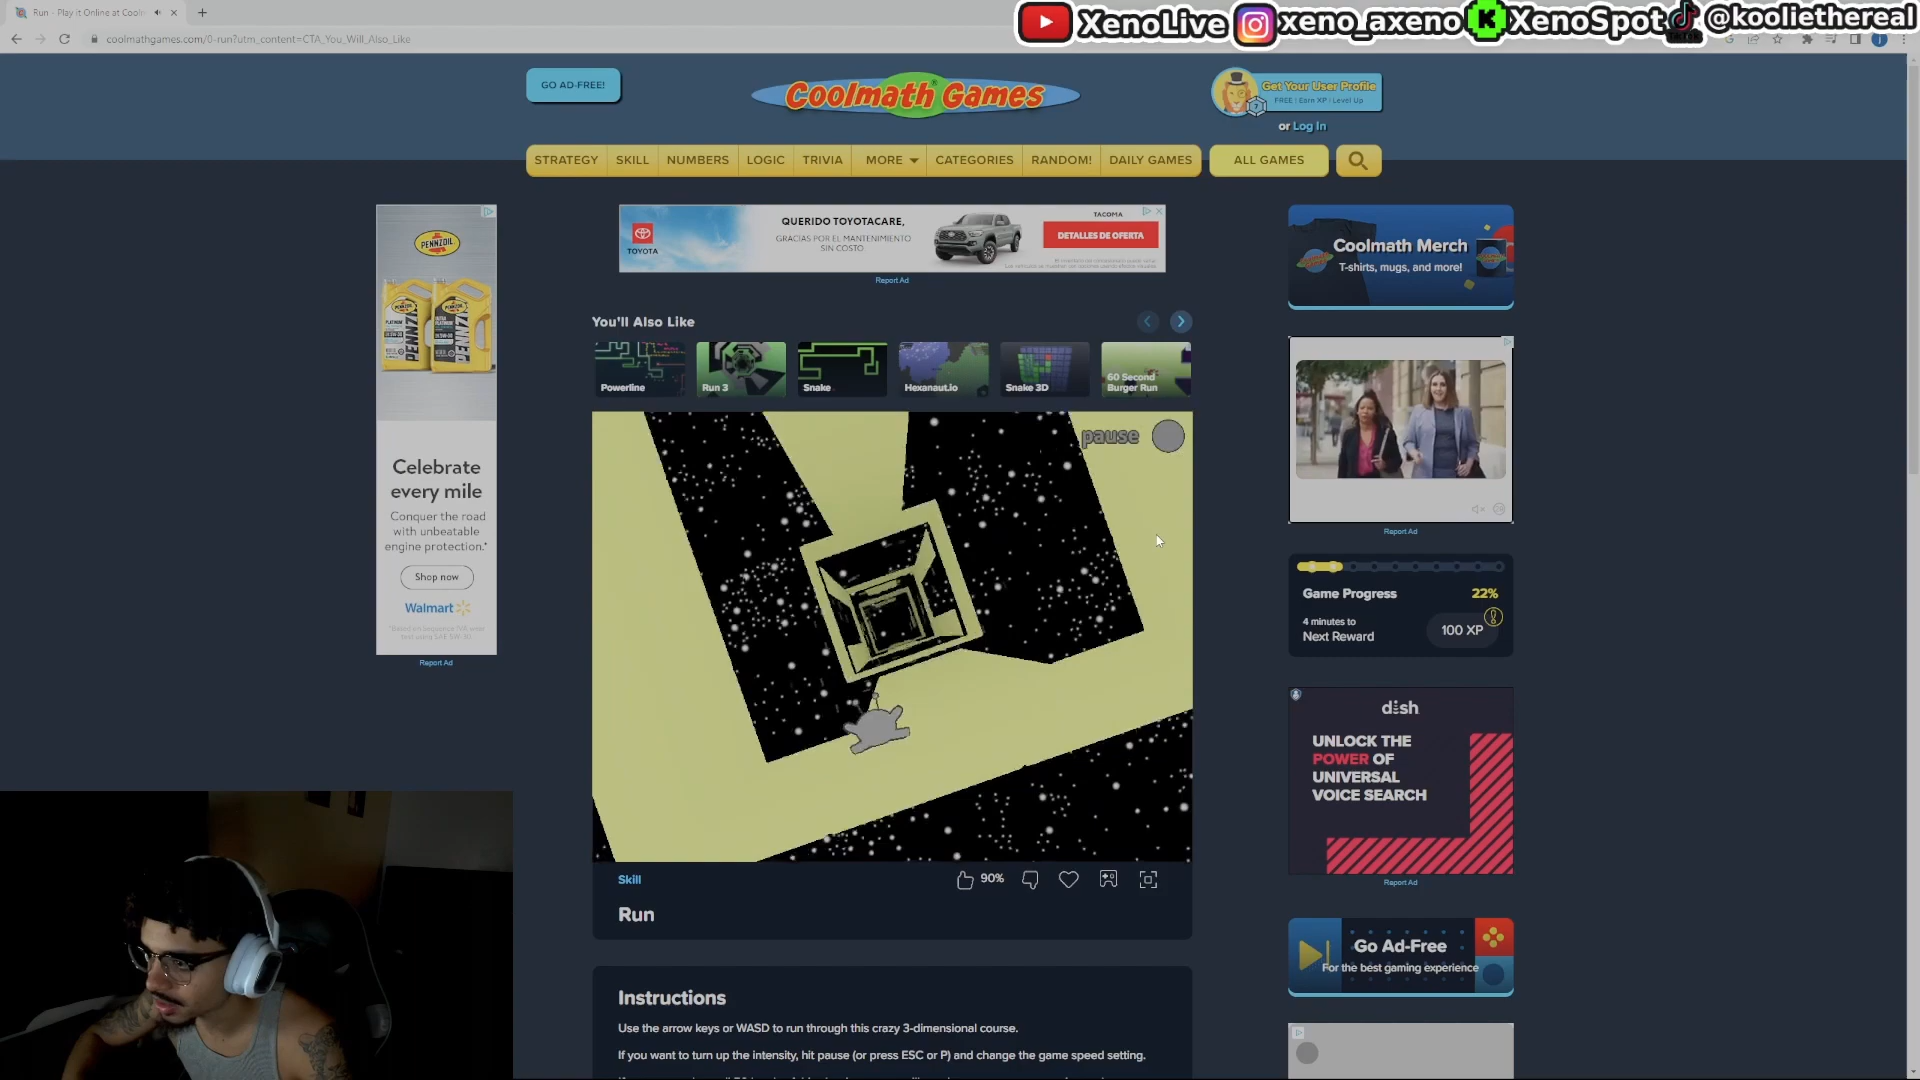 Run - Play it Online at Coolm
XenoLive xeno_axeno XenoSpot @kooliethereal
coolmathgames.com/0-run?utm_content=CTA_You_Will_Also_Like
GO AD-FREE!
Coolmath Games
Get Your User Profile
FREE | Earn XP | Level Up
or Log In
STRATEGY SKILL NUMBERS LOGIC TRIVIA MORE CATEGORIES RANDOM! DAILY GAMES ALL GAMES
PENNZOIL
Celebrate
every mile
Conquer the road
with unbeatable
engine protection.*
Shop now
Walmart
Report Ad
TOYOTA
QUERIDO TOYOTACARE,
GRACIAS POR EL MANTENIMIENTO
SIN COSTO
TACOMA
DETALLES DE OFERTA
Report Ad
You'll Also Like
Powerline
Run 3
Snake
Hexanaut.io
Snake 3D
60 Second
Burger Run
pause
Skill
90%
Run
Instructions
Use the arrow keys or WASD to run through this crazy 3-dimensional course.
If you want to turn up the intensity, hit pause (or press ESC or P) and change the game speed setting.
Coolmath Merch
T-shirts, mugs, and more!
Report Ad
Game Progress 22%
4 minutes to
Next Reward
100 XP
dish
UNLOCK THE
POWER OF
UNIVERSAL
VOICE SEARCH
Report Ad
Go Ad-Free
For the best gaming experience